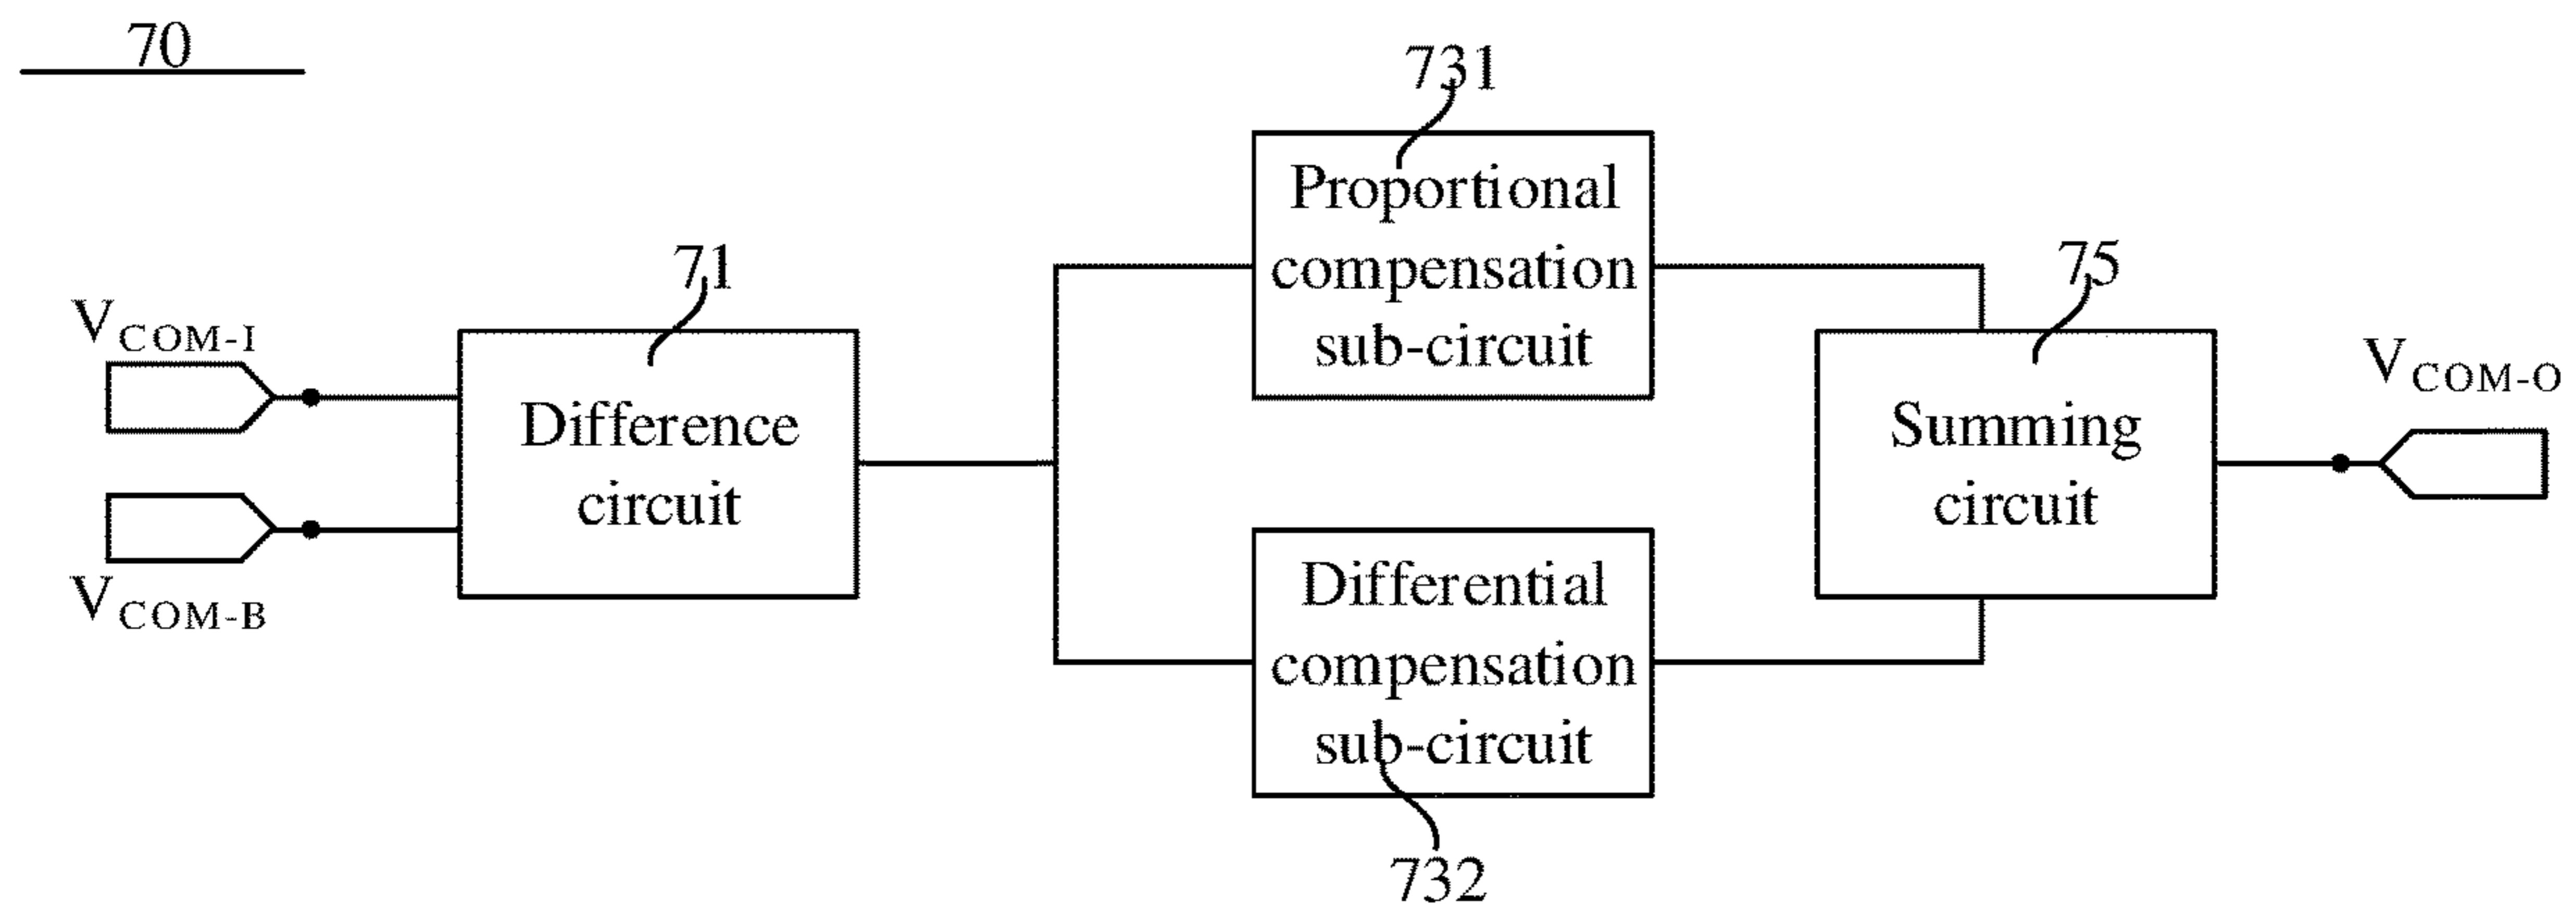 70
731
Proportional
compensation
sub-circuit
71
75
V COM-I
V COM-O
Difference
circuit
Summing
circuit
V COM-B
Differential
compensation
sub-circuit
732